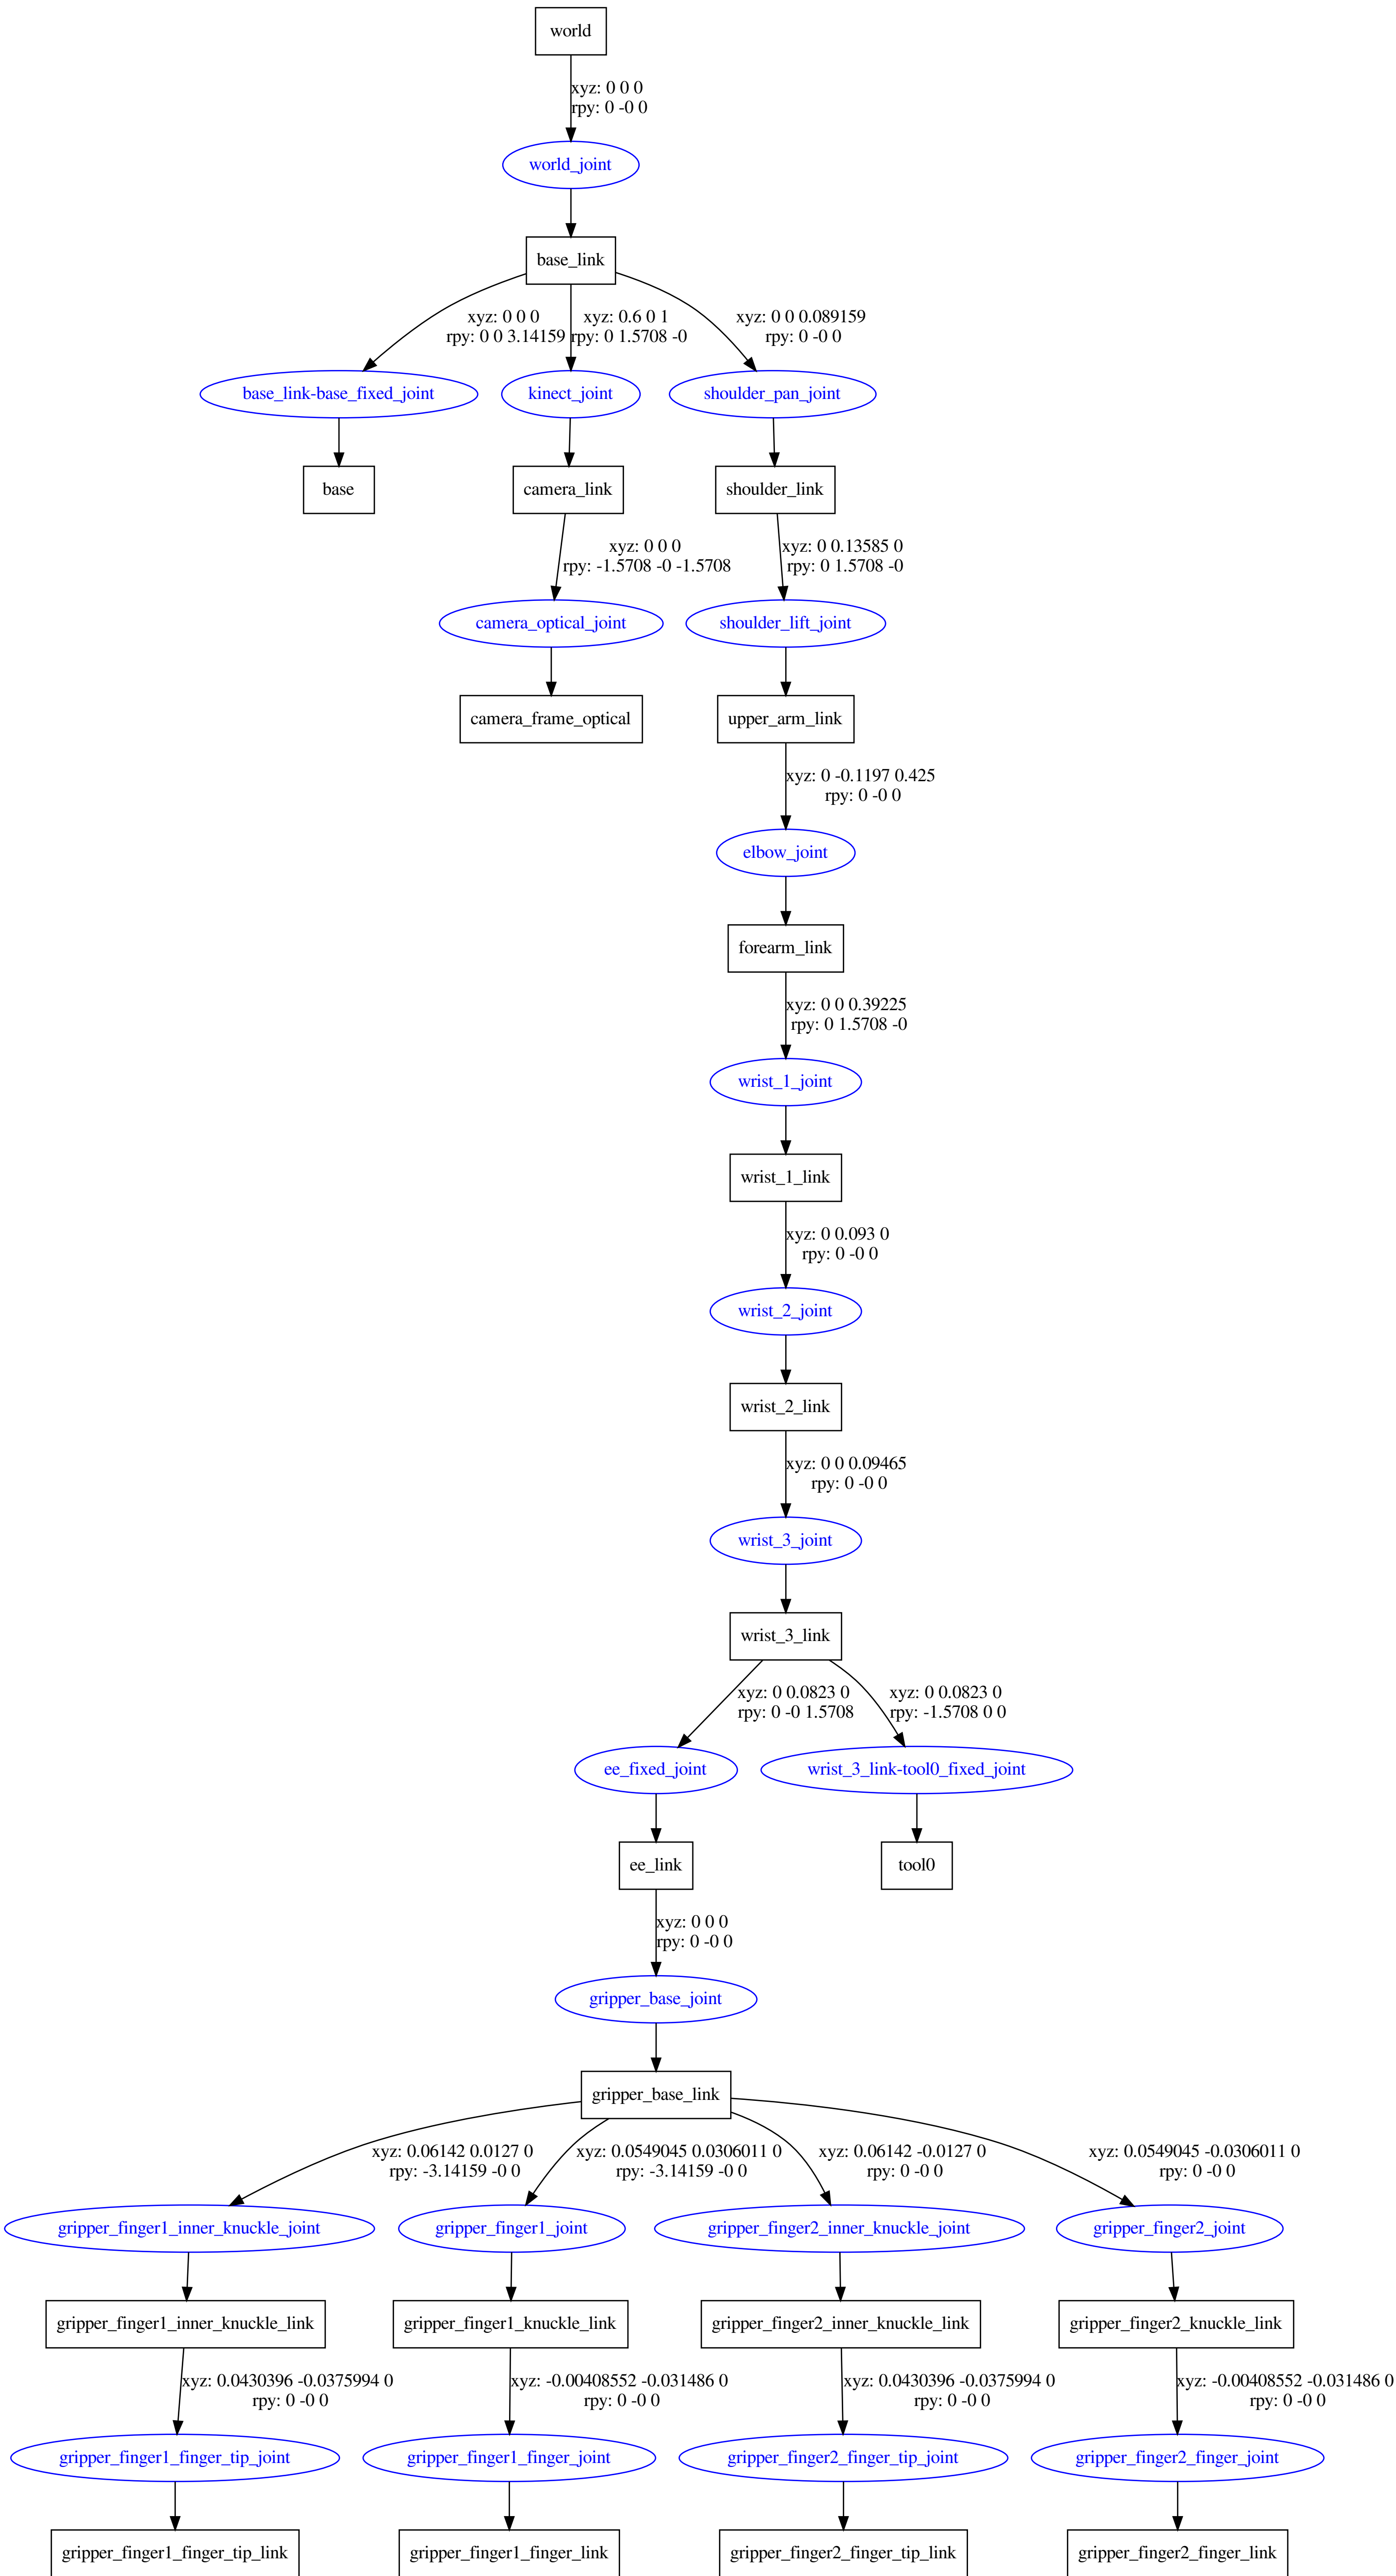 world
xyz: 0 0 0
rpy: 0 -0 0
world_joint
base_link
xyz: 0 0 0
rpy: 0 0 3.14159
xyz: 0.6 0 1
rpy: 0 1.5708 -0
xyz: 0 0 0.089159
rpy: 0 -0 0
base_link-base_fixed_joint
kinect_joint
shoulder_pan_joint
base
camera_link
shoulder_link
xyz: 0 0 0
rpy: -1.5708 -0 -1.5708
xyz: 0 0.13585 0
rpy: 0 1.5708 -0
camera_optical_joint
shoulder_lift_joint
camera_frame_optical
upper_arm_link
xyz: 0 -0.1197 0.425
rpy: 0 -0 0
elbow_joint
forearm_link
xyz: 0 0 0.39225
rpy: 0 1.5708 -0
wrist_1_joint
wrist_1_link
xyz: 0 0.093 0
rpy: 0 -0 0
wrist_2_joint
wrist_2_link
xyz: 0 0 0.09465
rpy: 0 -0 0
wrist_3_joint
wrist_3_link
xyz: 0 0.0823 0
rpy: 0 -0 1.5708
xyz: 0 0.0823 0
rpy: -1.5708 0 0
ee_fixed_joint
wrist_3_link-tool0_fixed_joint
ee_link
tool0
xyz: 0 0 0
rpy: 0 -0 0
gripper_base_joint
gripper_base_link
xyz: 0.06142 0.0127 0
rpy: -3.14159 -0 0
xyz: 0.0549045 0.0306011 0
rpy: -3.14159 -0 0
xyz: 0.06142 -0.0127 0
rpy: 0 -0 0
xyz: 0.0549045 -0.0306011 0
rpy: 0 -0 0
gripper_finger1_inner_knuckle_joint
gripper_finger1_joint
gripper_finger2_inner_knuckle_joint
gripper_finger2_joint
gripper_finger1_inner_knuckle_link
gripper_finger1_knuckle_link
gripper_finger2_inner_knuckle_link
gripper_finger2_knuckle_link
xyz: 0.0430396 -0.0375994 0
rpy: 0 -0 0
xyz: -0.00408552 -0.031486 0
rpy: 0 -0 0
xyz: 0.0430396 -0.0375994 0
rpy: 0 -0 0
xyz: -0.00408552 -0.031486 0
rpy: 0 -0 0
gripper_finger1_finger_tip_joint
gripper_finger1_finger_joint
gripper_finger2_finger_tip_joint
gripper_finger2_finger_joint
gripper_finger1_finger_tip_link
gripper_finger1_finger_link
gripper_finger2_finger_tip_link
gripper_finger2_finger_link